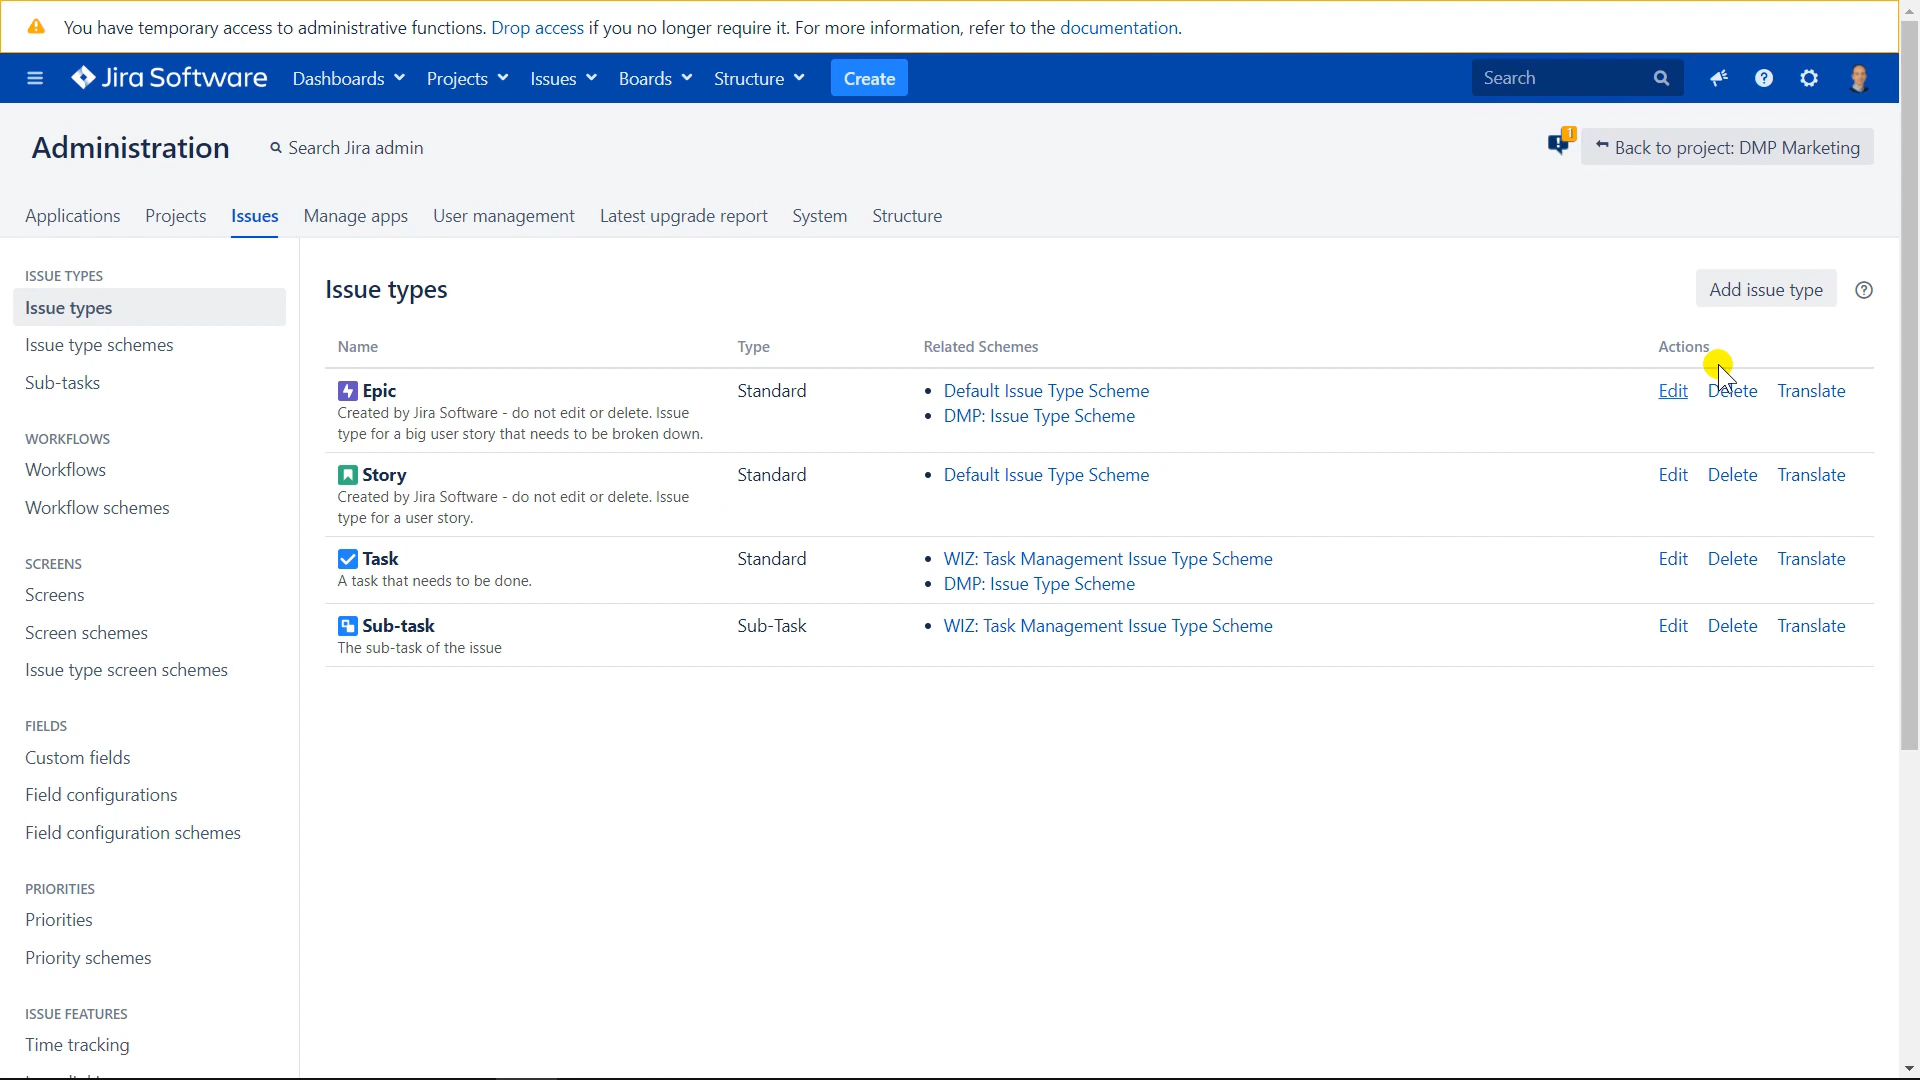 You have temporary access to administrative functions. Drop access if you no longer require it. For more information, refer to the documentation.
Jira Software Dashboards Projects Issues Boards Structure Create Search
Administration Search Jira admin 1 Back to project: DMP Marketing
Applications Projects Issues Manage apps User management Latest upgrade report System Structure
ISSUE TYPES
Issue types
Issue type schemes
Sub-tasks
WORKFLOWS
Workflows
Workflow schemes
SCREENS
Screens
Screen schemes
Issue type screen schemes
FIELDS
Custom fields
Field configurations
Field configuration schemes
PRIORITIES
Priorities
Priority schemes
ISSUE FEATURES
Time tracking
Issue types Add issue type
Name Type Related Schemes Actions
Epic Standard • Default Issue Type Scheme Edit Delete Translate
Created by Jira Software - do not edit or delete. Issue • DMP: Issue Type Scheme
type for a big user story that needs to be broken down.
Story Standard • Default Issue Type Scheme Edit Delete Translate
Created by Jira Software - do not edit or delete. Issue
type for a user story.
Task Standard • WIZ: Task Management Issue Type Scheme Edit Delete Translate
A task that needs to be done. • DMP: Issue Type Scheme
Sub-task Sub-Task • WIZ: Task Management Issue Type Scheme Edit Delete Translate
The sub-task of the issue